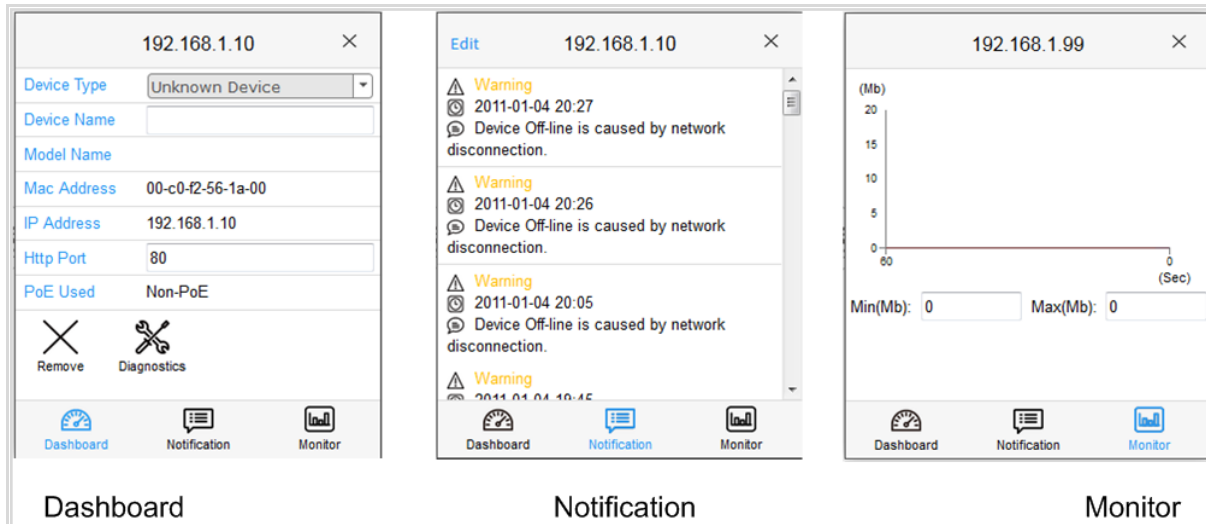 192.168.1.10
Device Type Unknown Device
Device Name
Model Name
Mac Address 00-c0-f2-56-1a-00
IP Address 192.168.1.10
Http Port 80
PoE Used Non-PoE
Remove Diagnostics
Dashboard Notification Monitor
Edit 192.168.1.10
Warning
2011-01-04 20:27
Device Off-line is caused by network
disconnection.
Warning
2011-01-04 20:26
Device Off-line is caused by network
disconnection.
Warning
2011-01-04 20:05
Device Off-line is caused by network
disconnection.
Warning
2011-01-04 19:45
Dashboard Notification Monitor
192.168.1.99
(Mb)
20
15
10
5
0
60 0
(Sec)
Min(Mb): 0 Max(Mb): 0
Dashboard Notification Monitor
Dashboard Notification Monitor